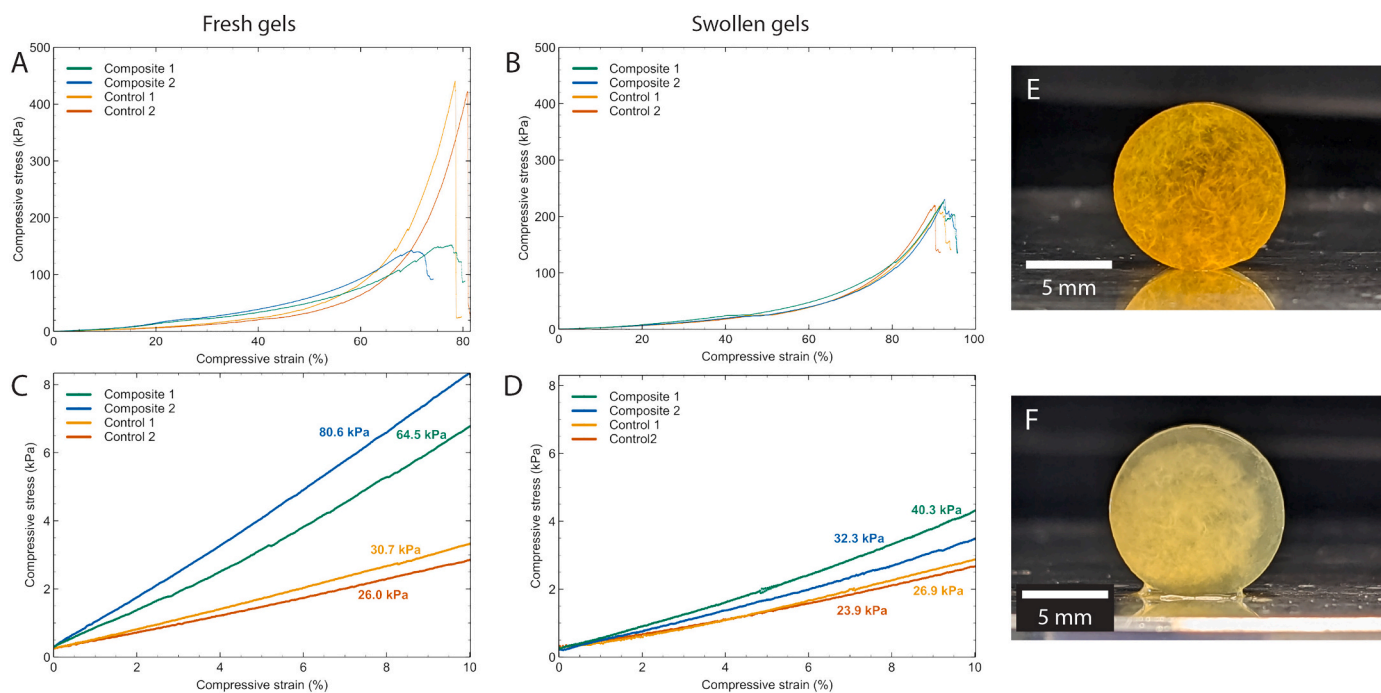 Fresh gels
Swollen gels
A
500
400
300
200
100
0
0
20
40
60
80
Compressive stress (kPa)
Compressive strain (%)
Composite 1
Composite 2
Control 1
Control 2
B
500
400
300
200
100
0
0
20
40
60
80
100
Compressive stress (kPa)
Compressive strain (%)
Composite 1
Composite 2
Control 1
Control 2
E
5 mm
C
8
6
4
2
0
0
2
4
6
8
10
Compressive stress (kPa)
Compressive strain (%)
Composite 1
Composite 2
Control 1
Control 2
80.6 kPa
64.5 kPa
30.7 kPa
26.0 kPa
D
8
6
4
2
0
0
2
4
6
8
10
Compressive stress (kPa)
Compressive strain (%)
Composite 1
Composite 2
Control 1
Control2
40.3 kPa
32.3 kPa
26.9 kPa
23.9 kPa
F
5 mm